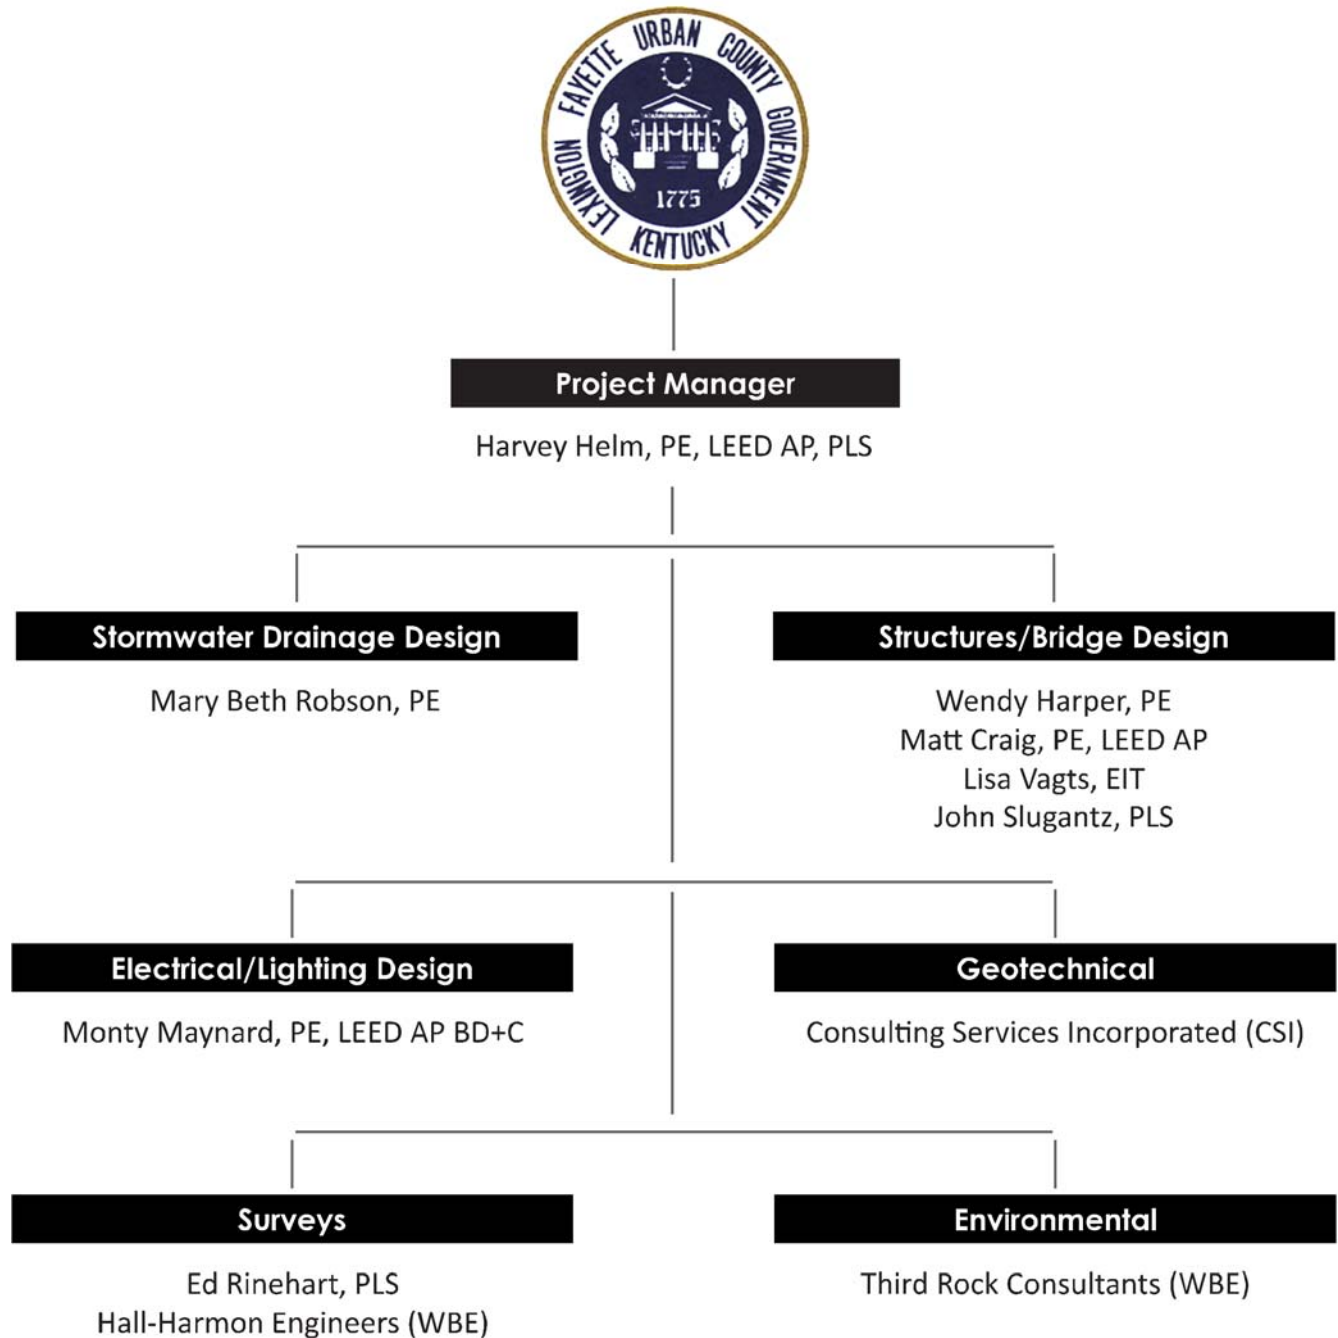 LEXINGTON FAYETTE URBAN COUNTY GOVERNMENT
1775
KENTUCKY
Project Manager
Harvey Helm, PE, LEED AP, PLS
Stormwater Drainage Design
Mary Beth Robson, PE
Structures/Bridge Design
Wendy Harper, PE
Matt Craig, PE, LEED AP
Lisa Vagts, EIT
John Slugantz, PLS
Electrical/Lighting Design
Monty Maynard, PE, LEED AP BD+C
Geotechnical
Consulting Services Incorporated (CSI)
Surveys
Ed Rinehart, PLS
Hall-Harmon Engineers (WBE)
Environmental
Third Rock Consultants (WBE)